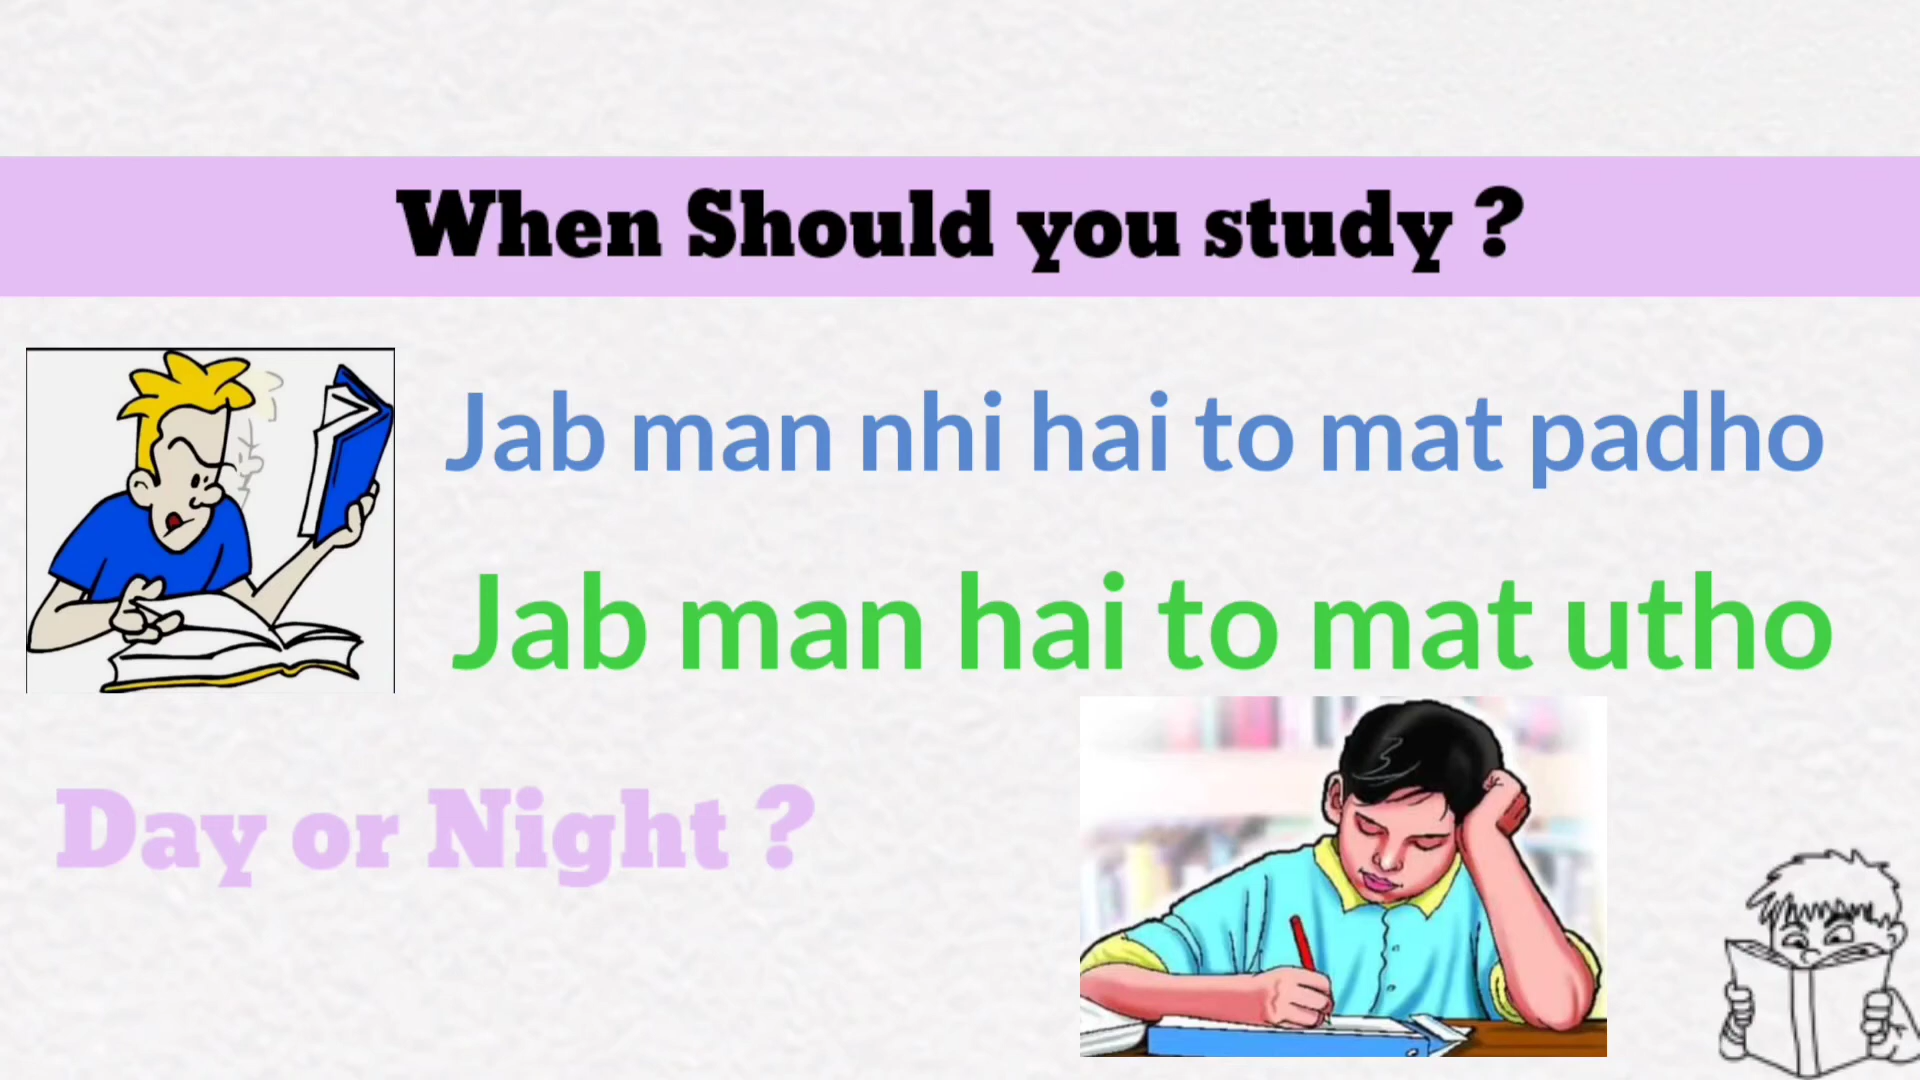 When Should you study ?
Jab man nhi hai to mat padho
Jab man hai to mat utho
Day or Night ?